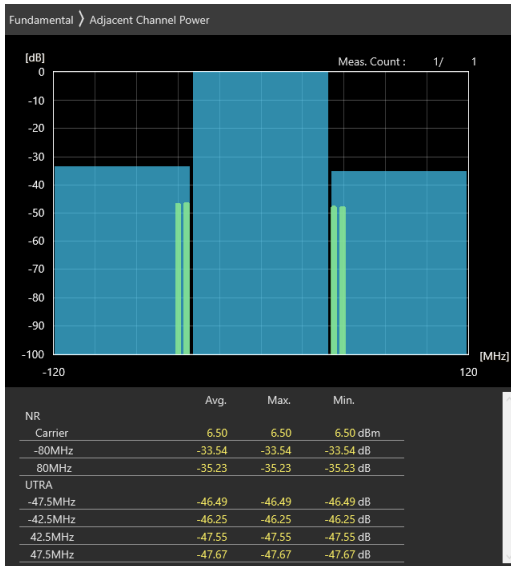 Fundamental 〉 Adjacent Channel Power
[dB]
Meas. Count : 1/ 1
0
-10
-20
-30
-40
-50
-60
-70
-80
-90
-100
[MHz]
-120 120
Avg. Max. Min.
NR
Carrier 6.50 6.50 6.50 dBm
-80MHz -33.54 -33.54 -33.54 dB
80MHz -35.23 -35.23 -35.23 dB
UTRA
-47.5MHz -46.49 -46.49 -46.49 dB
-42.5MHz -46.25 -46.25 -46.25 dB
42.5MHz -47.55 -47.55 -47.55 dB
47.5MHz -47.67 -47.67 -47.67 dB